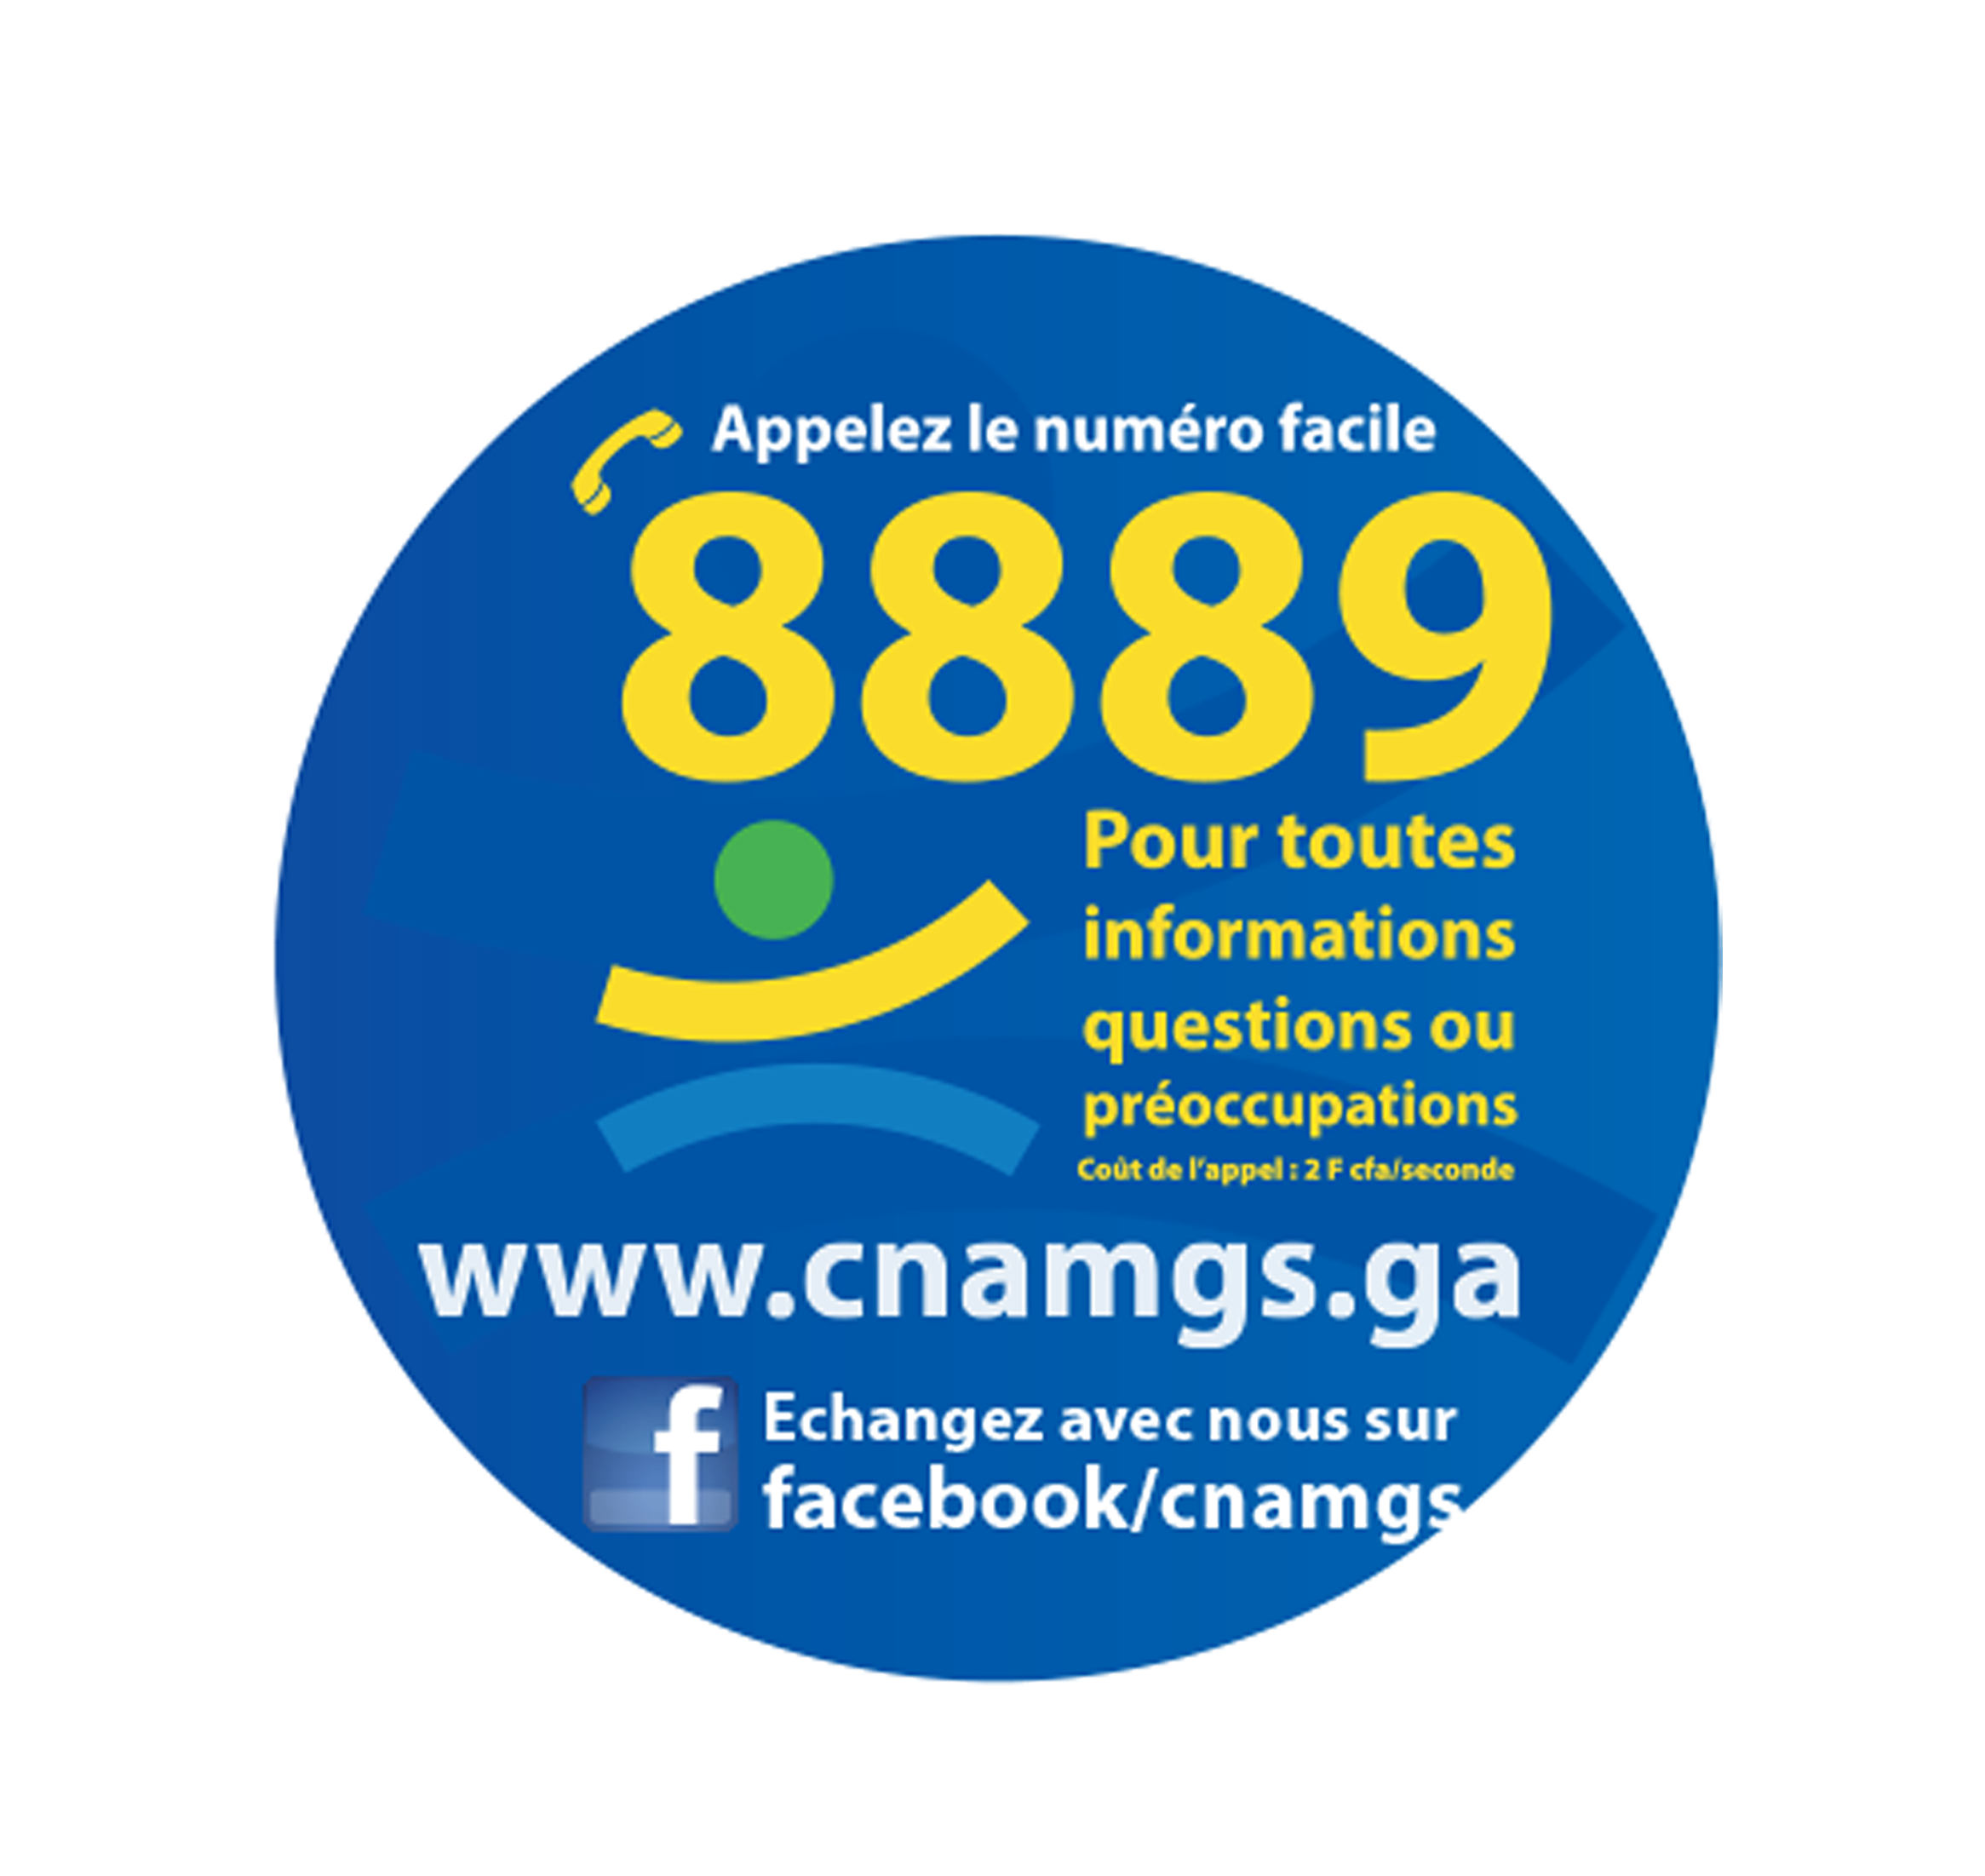 Appelez le numéro facile
8889
Pour toutes
informations
questions ou
préoccupations
Coût de l'appel : 2 F cfa/seconde
www.cnamgs.ga
f
Echangez avec nous sur
facebook/cnamgs